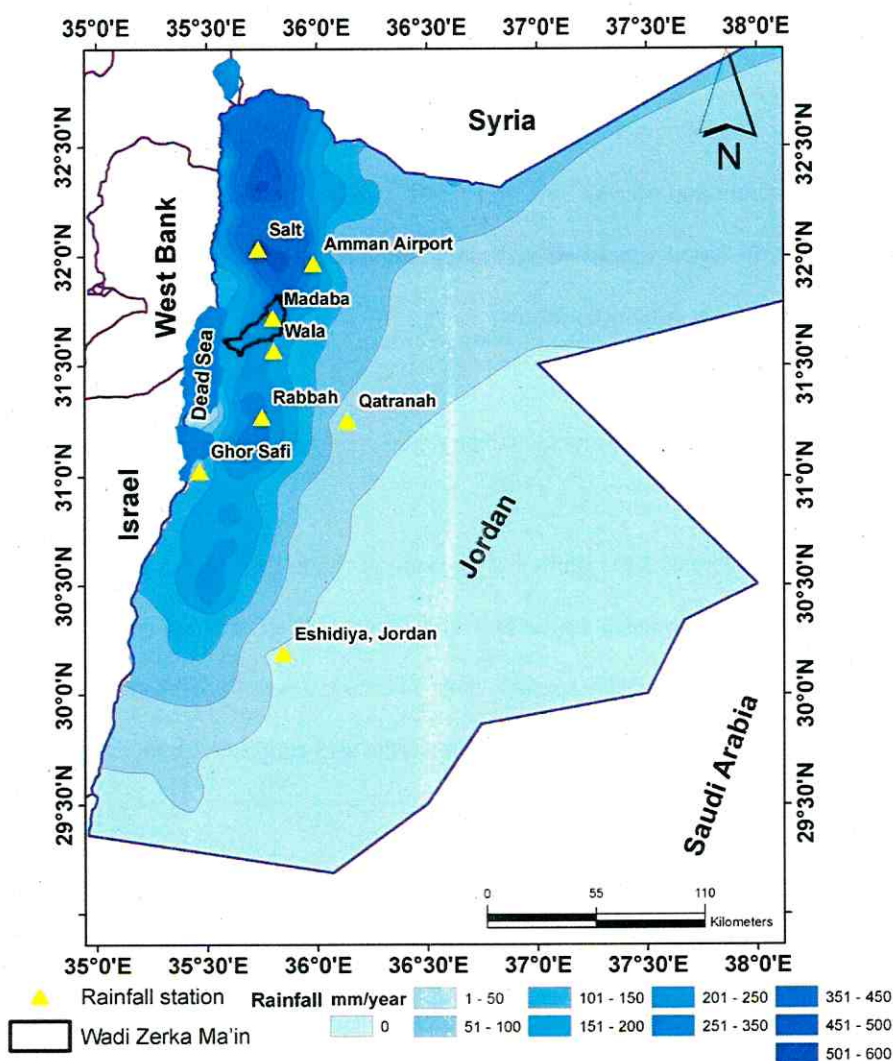 35°0'E 35°30'E 36°0'E 36°30'E 37°0'E 37°30'E 38°0'E
Syria
N
32°30'N 32°30'N
Salt
Amman Airport
32°0'N 32°0'N
West Bank
Madaba
Wala
31°30'N 31°30'N
Dead Sea
Rabbah
Qatranah
Ghor Safi
31°0'N 31°0'N
Israel
Jordan
30°30'N 30°30'N
Eshidiya, Jordan
30°0'N 30°0'N
Saudi Arabia
29°30'N 29°30'N
0 55 110
Kilometers
35°0'E 35°30'E 36°0'E 36°30'E 37°0'E 37°30'E 38°0'E
Rainfall station
Wadi Zerka Ma'in
Rainfall mm/year
0
1 - 50
51 - 100
101 - 150
151 - 200
201 - 250
251 - 350
351 - 450
451 - 500
501 - 600